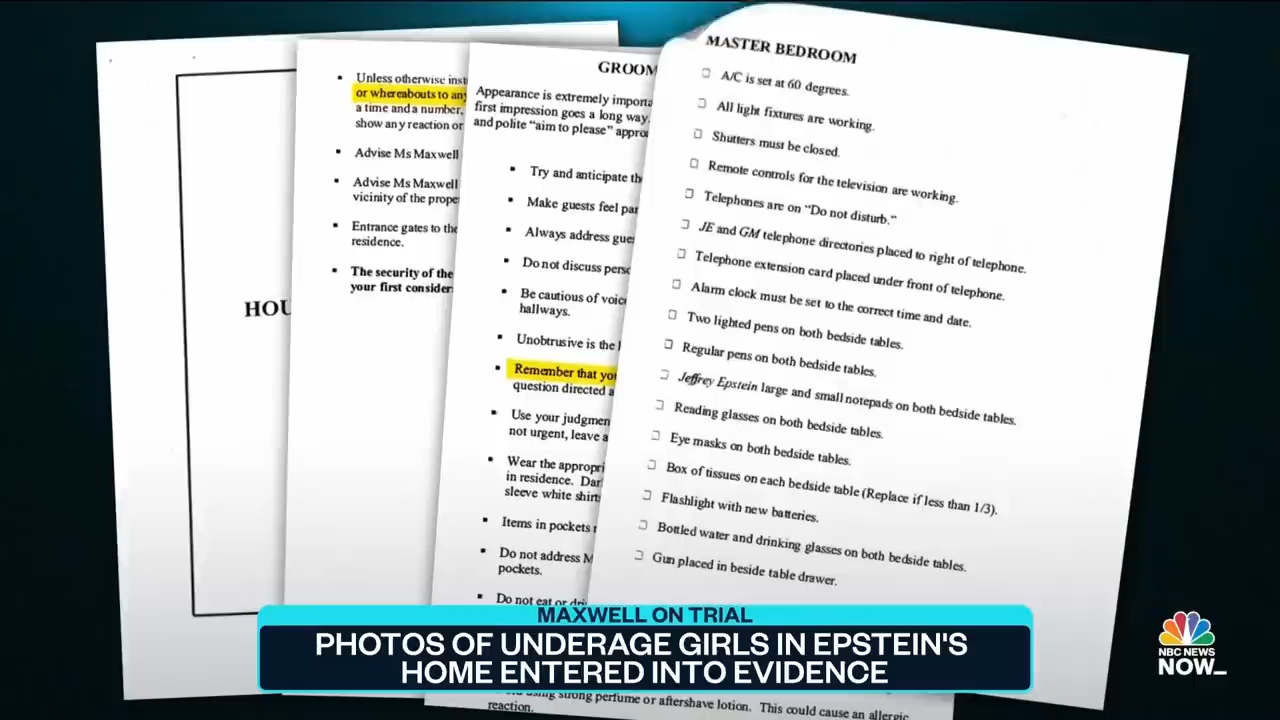 HOU
Unless otherwise inst
or whereabouts to any
a time and a number,
show any reaction or
Advise Ms Maxwell
Advise Ms Maxwell
vicinity of the prope
Entrance gates to the
residence.
The security of the
your first consider
GROOM
Appearance is extremely importa
first impression goes a long way.
and polite “aim to please” appro
Try and anticipate th
Make guests feel par
Always address gue
Do not discuss perso
Be cautious of voic
hallways.
Unobtrusive is the
Remember that you
question directed a
Use your judgmen
not urgent, leave a
Wear the appropri
in residence. Dar
sleeve white shirt
Items in pockets
Do not address M
pockets.
Do not eat or dri
using strong perfume or aftershave lotion. This could cause an allergic
reaction.
MASTER BEDROOM
A/C is set at 60 degrees.
All light fixtures are working.
Shutters must be closed.
Remote controls for the television are working.
Telephones are on “Do not disturb.”
JE and GM telephone directories placed to right of telephone.
Telephone extension card placed under front of telephone.
Alarm clock must be set to the correct time and date.
Two lighted pens on both bedside tables.
Regular pens on both bedside tables.
Jeffrey Epstein large and small notepads on both bedside tables.
Reading glasses on both bedside tables.
Eye masks on both bedside tables.
Box of tissues on each bedside table (Replace if less than 1/3).
Flashlight with new batteries.
Bottled water and drinking glasses on both bedside tables.
Gun placed in beside table drawer.
MAXWELL ON TRIAL
PHOTOS OF UNDERAGE GIRLS IN EPSTEIN'S
HOME ENTERED INTO EVIDENCE
NBC NEWS
NOW_